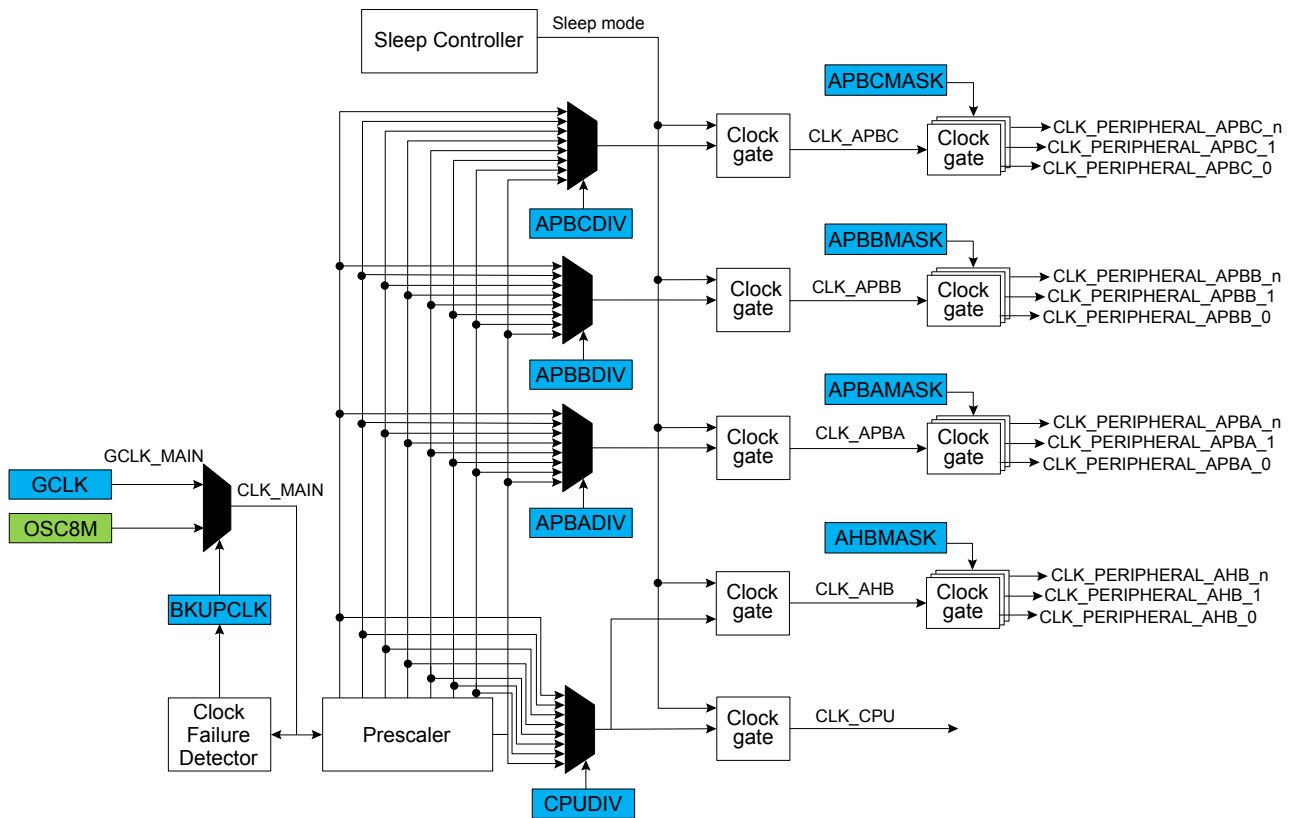 Sleep mode
Sleep Controller
APBCMASK
Clock
gate
CLK_APBC
Clock
gate
CLK_PERIPHERAL_APBC_n
CLK_PERIPHERAL_APBC_1
CLK_PERIPHERAL_APBC_0
APBCDIV
APBBMASK
Clock
gate
CLK_APBB
Clock
gate
CLK_PERIPHERAL_APBB_n
CLK_PERIPHERAL_APBB_1
CLK_PERIPHERAL_APBB_0
APBBDIV
APBAMASK
Clock
gate
CLK_APBA
Clock
gate
CLK_PERIPHERAL_APBA_n
CLK_PERIPHERAL_APBA_1
CLK_PERIPHERAL_APBA_0
GCLK_MAIN
GCLK
CLK_MAIN
OSC8M
APBADIV
AHBMASK
Clock
gate
CLK_AHB
Clock
gate
CLK_PERIPHERAL_AHB_n
CLK_PERIPHERAL_AHB_1
CLK_PERIPHERAL_AHB_0
BKUPCLK
Clock
Failure
Detector
Prescaler
Clock
gate
CLK_CPU
CPUDIV